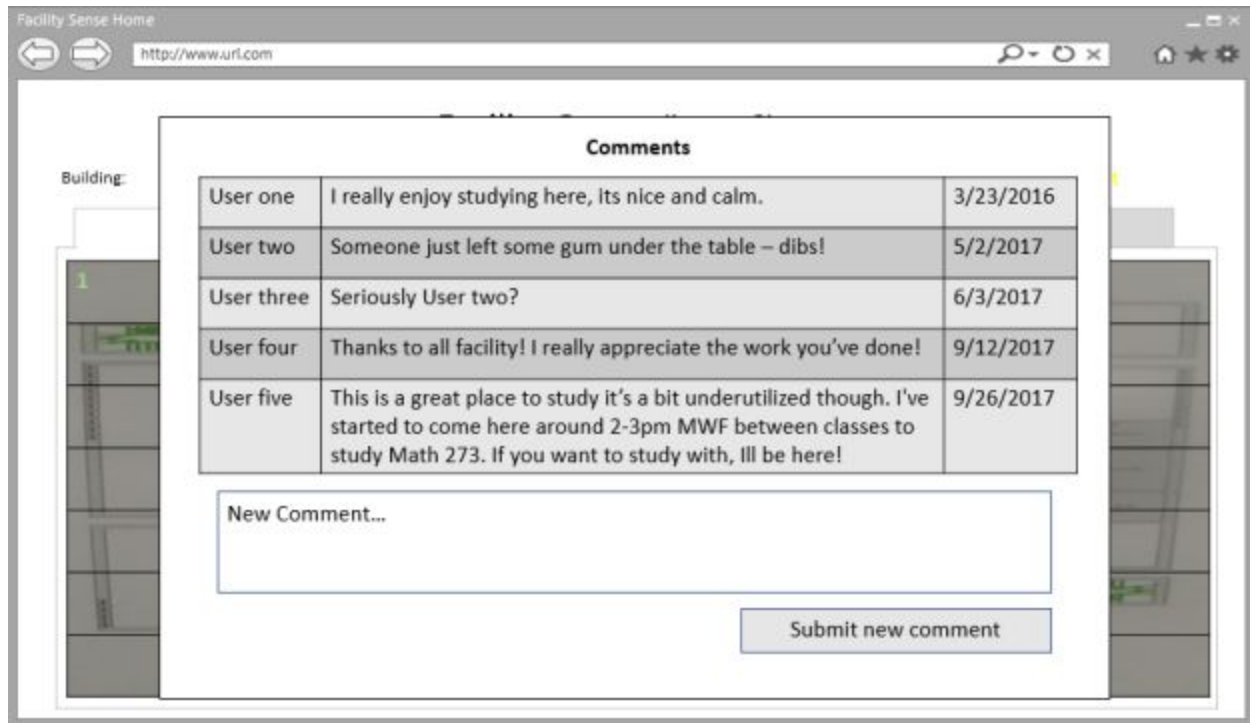 Facility Sense Home
http://www.url.com
Comments
Building:
User one I really enjoy studying here, its nice and calm. 3/23/2016
User two Someone just left some gum under the table – dibs! 5/2/2017
User three Seriously User two? 6/3/2017
User four Thanks to all facility! I really appreciate the work you've done! 9/12/2017
User five This is a great place to study it's a bit underutilized though. I've 9/26/2017
started to come here around 2-3pm MWF between classes to
study Math 273. If you want to study with, Ill be here!
1
New Comment...
Submit new comment